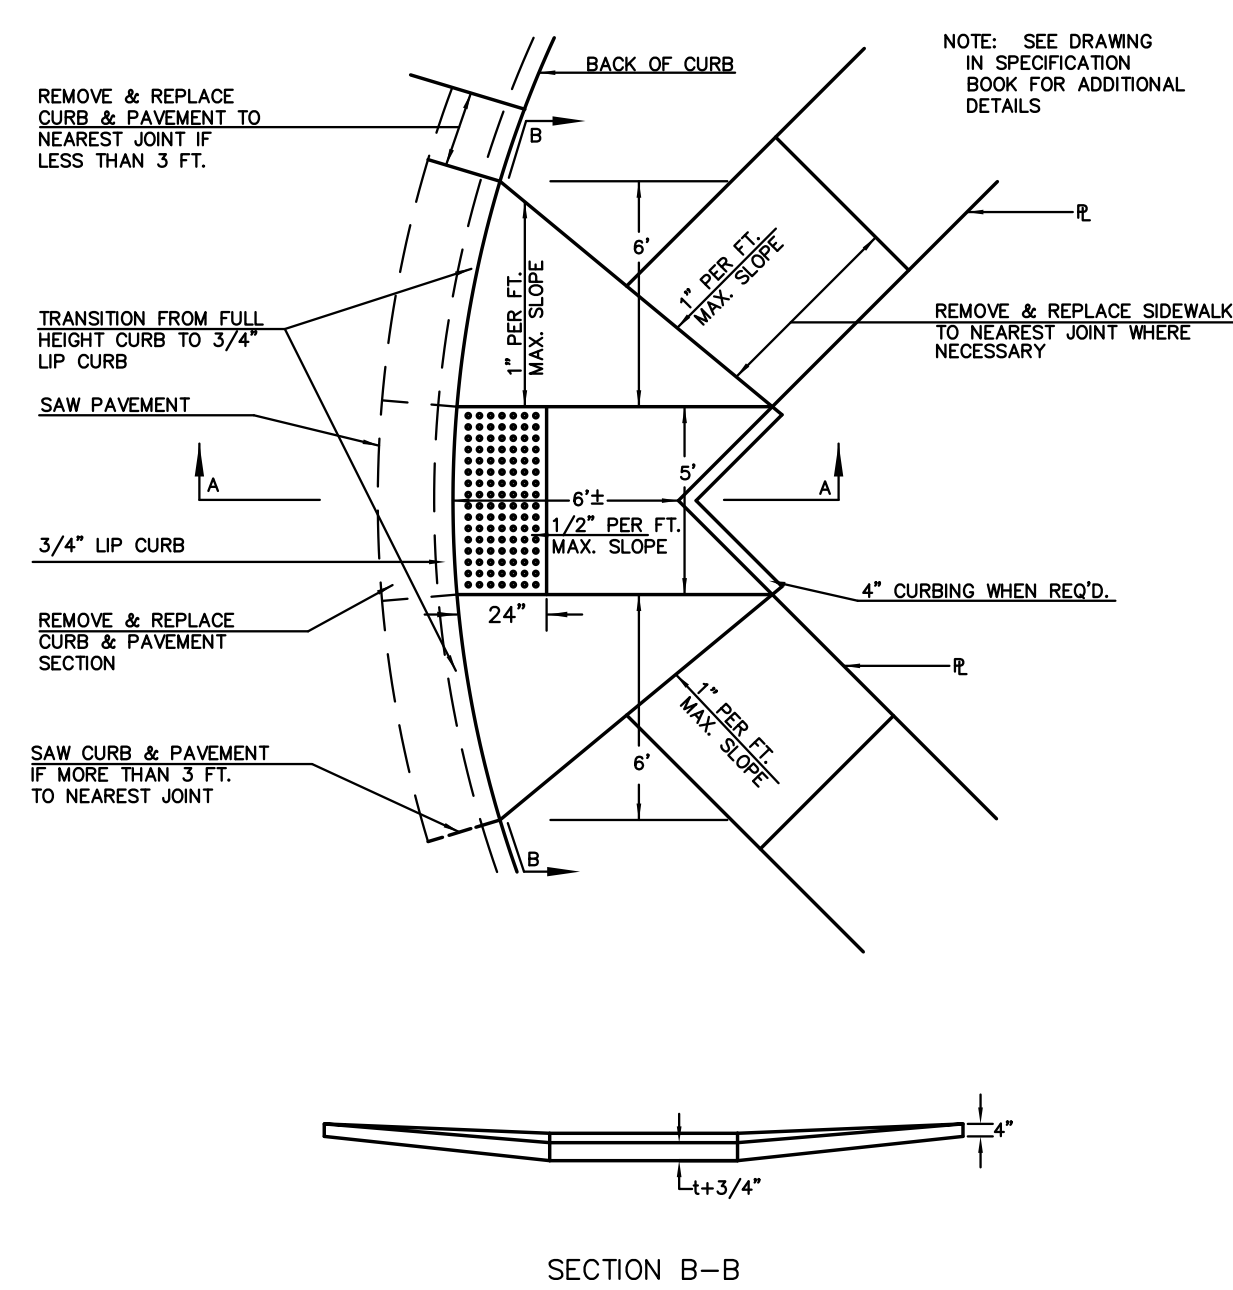 NOTE: SEE DRAWING
IN SPECIFICATION
BOOK FOR ADDITIONAL
DETAILS
BACK OF CURB
REMOVE & REPLACE
CURB & PAVEMENT TO
NEAREST JOINT IF
LESS THAN 3 FT.
B
PL
6'
1" PER FT.
MAX. SLOPE
1" PER FT.
MAX. SLOPE
TRANSITION FROM FULL
HEIGHT CURB TO 3/4"
LIP CURB
REMOVE & REPLACE SIDEWALK
TO NEAREST JOINT WHERE
NECESSARY
SAW PAVEMENT
A
5'
A
6'±
1/2" PER FT.
MAX. SLOPE
3/4" LIP CURB
4" CURBING WHEN REQ'D.
24"
REMOVE & REPLACE
CURB & PAVEMENT
SECTION
PL
1" PER FT.
MAX. SLOPE
6'
SAW CURB & PAVEMENT
IF MORE THAN 3 FT.
TO NEAREST JOINT
B
4"
t+3/4"
SECTION B-B